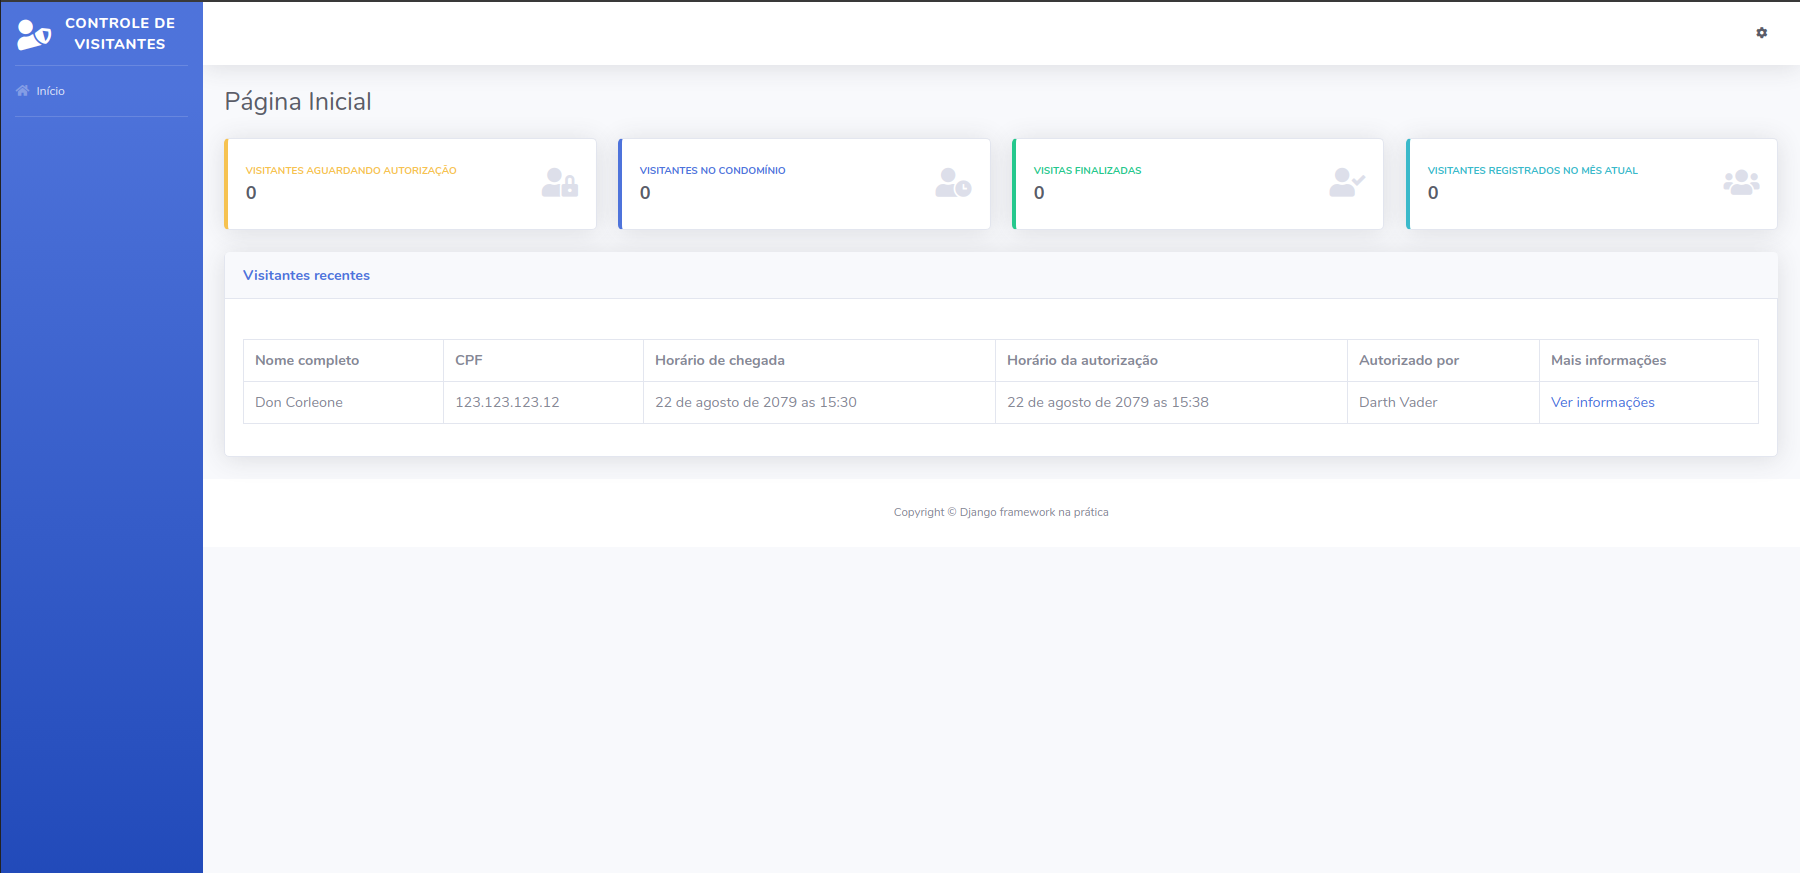 CONTROLE DE
VISITANTES
Início
Página Inicial
VISITANTES AGUARDANDO AUTORIZAÇÃO
0
VISITANTES NO CONDOMÍNIO
0
VISITAS FINALIZADAS
0
VISITANTES REGISTRADOS NO MÊS ATUAL
0
Visitantes recentes
Nome completo CPF Horário de chegada Horário da autorização Autorizado por Mais informações
Don Corleone 123.123.123.12 22 de agosto de 2079 as 15:30 22 de agosto de 2079 as 15:38 Darth Vader Ver informações
Copyright © Django framework na prática